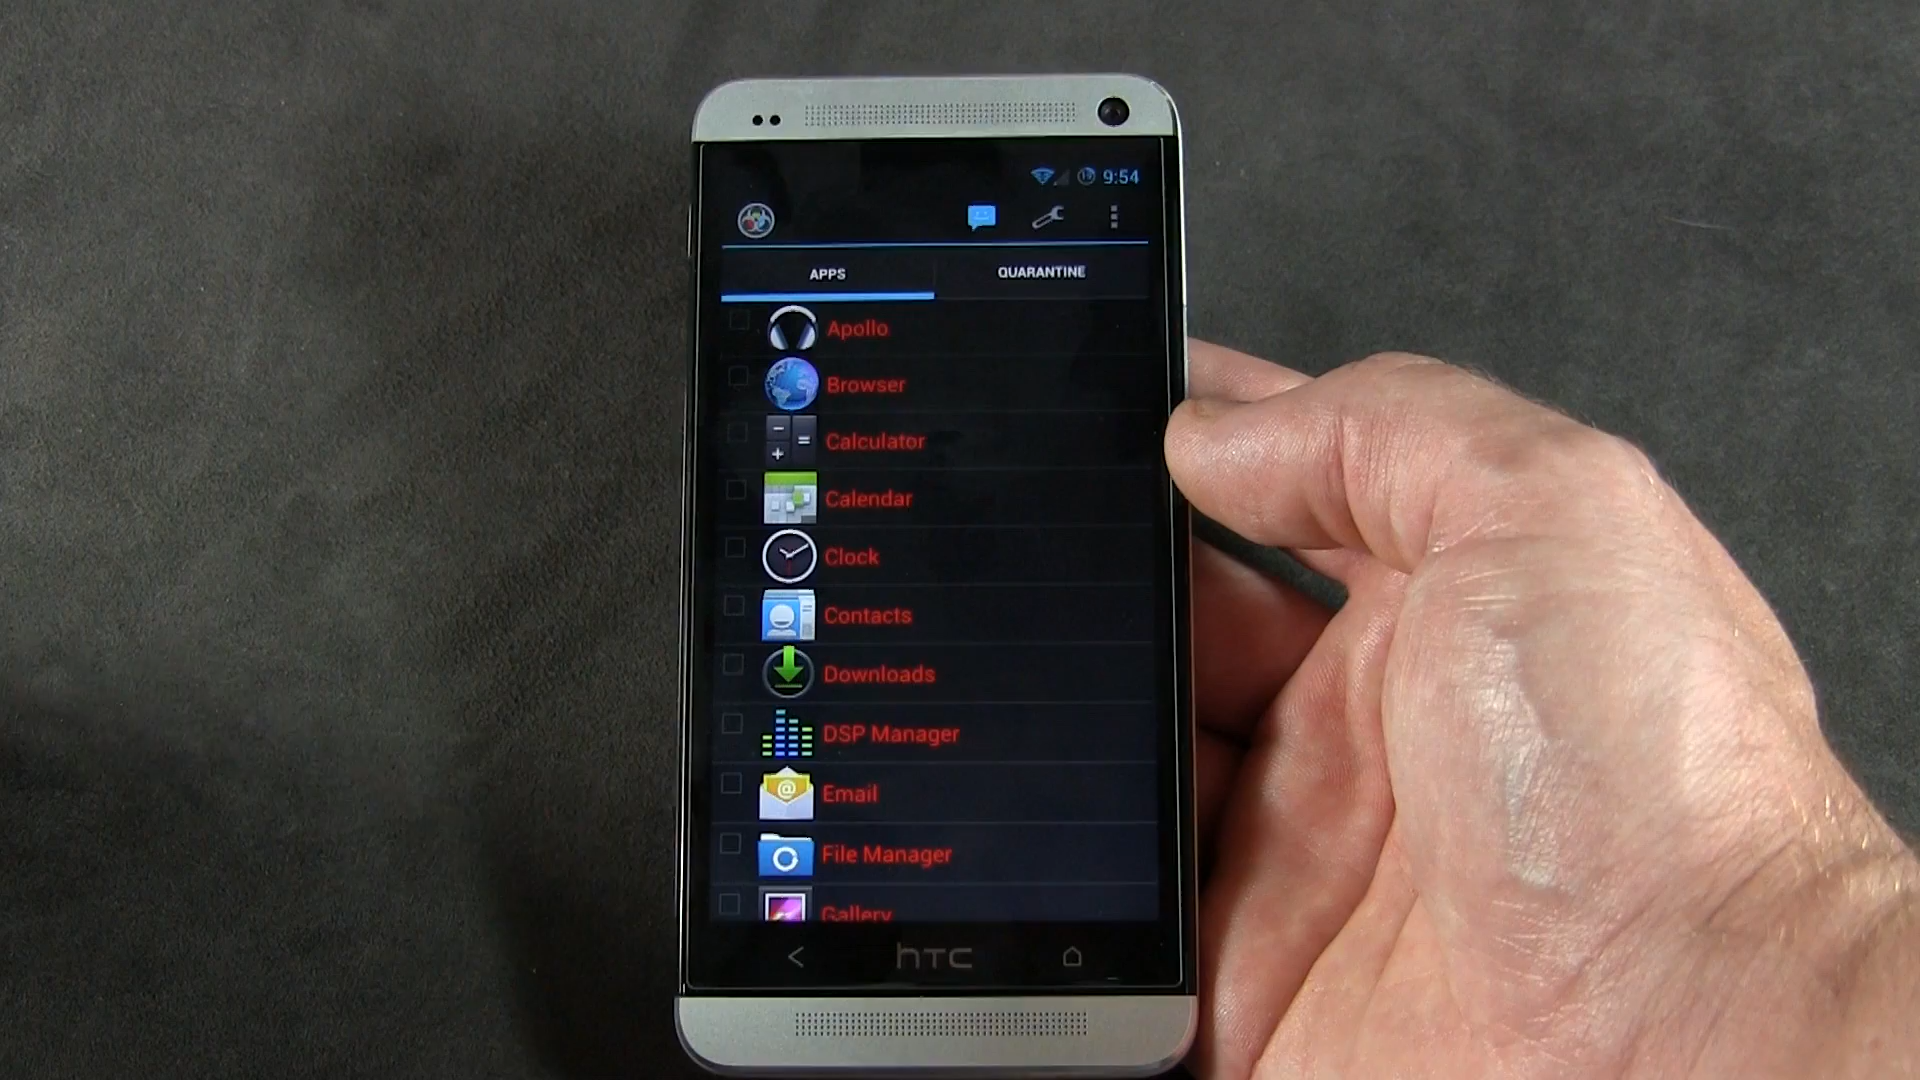 9:54
APPS QUARANTINE
Apollo
Browser
Calculator
Calendar
Clock
Contacts
Downloads
DSP Manager
Email
File Manager
Gallery
hTC